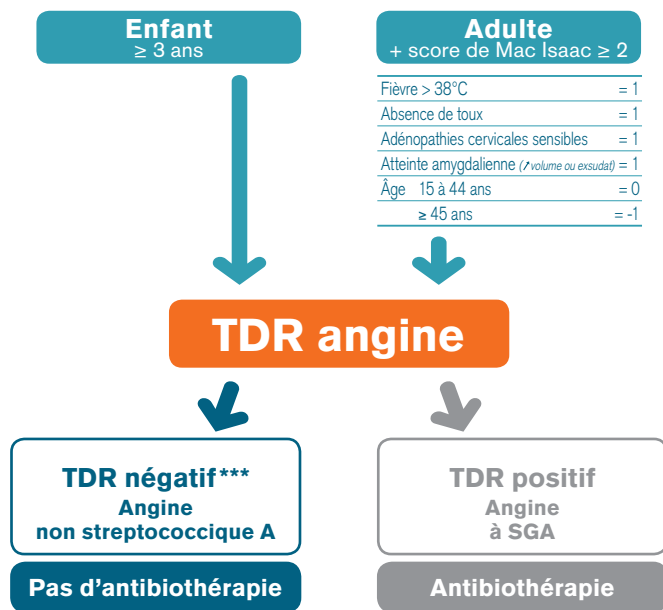 Enfant
≥ 3 ans
Adulte
+ score de Mac Isaac ≥ 2
Fièvre > 38°C = 1
Absence de toux = 1
Adénopathies cervicales sensibles = 1
Atteinte amygdalienne (↗ volume ou exsudat) = 1
Âge 15 à 44 ans = 0
≥ 45 ans = -1
TDR angine
TDR négatif***
Angine
non streptococcique A
Pas d’antibiothérapie
TDR positif
Angine
à SGA
Antibiothérapie